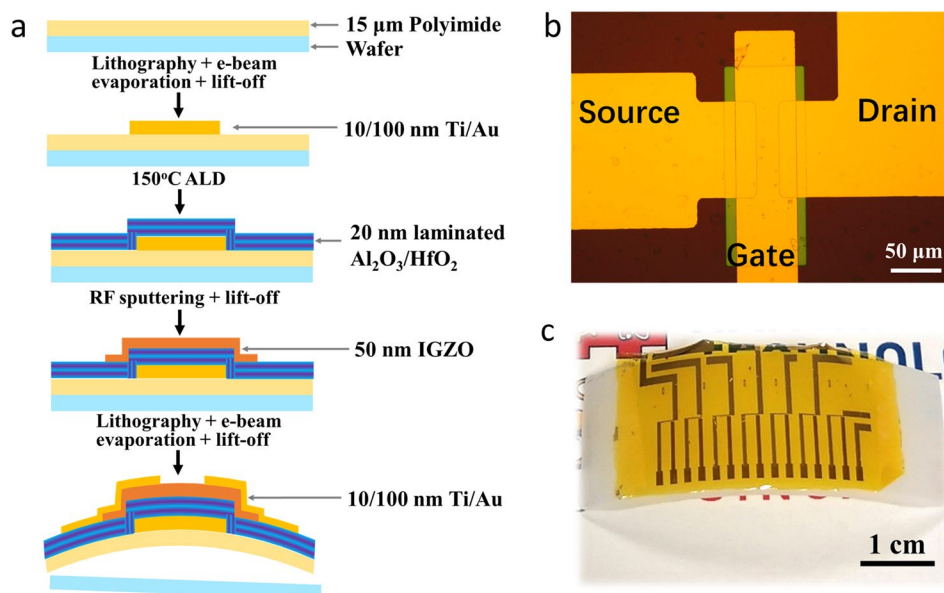 a
15 μm Polyimide
Wafer
Lithography + e-beam
evaporation + lift-off
10/100 nm Ti/Au
150°C ALD
20 nm laminated
Al₂O₃/HfO₂
RF sputtering + lift-off
50 nm IGZO
Lithography + e-beam
evaporation + lift-off
10/100 nm Ti/Au
b
Source
Drain
Gate
50 μm
c
1 cm